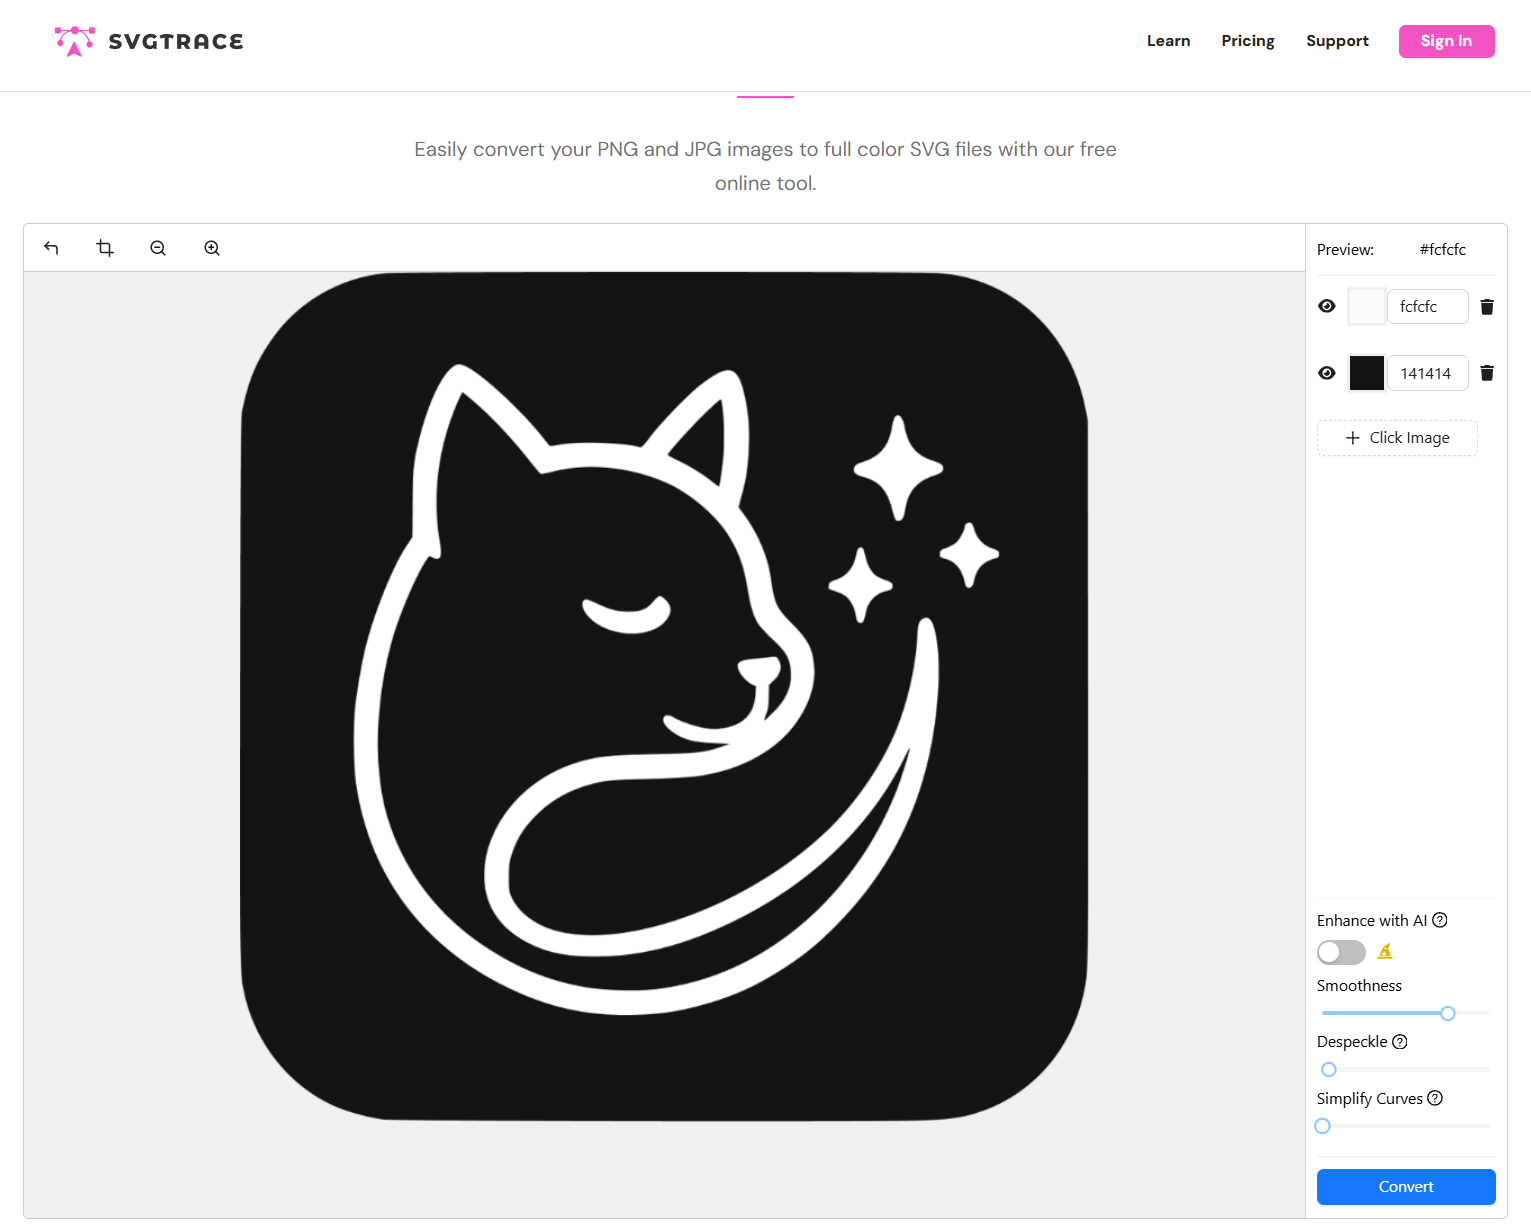 SVGTRACE
Learn
Pricing
Support
Sign In
Easily convert your PNG and JPG images to full color SVG files with our free
online tool.
Preview:
#fcfcfc
fcfcfc
141414
+ Click Image
Enhance with AI ?
Smoothness
Despeckle ?
Simplify Curves ?
Convert